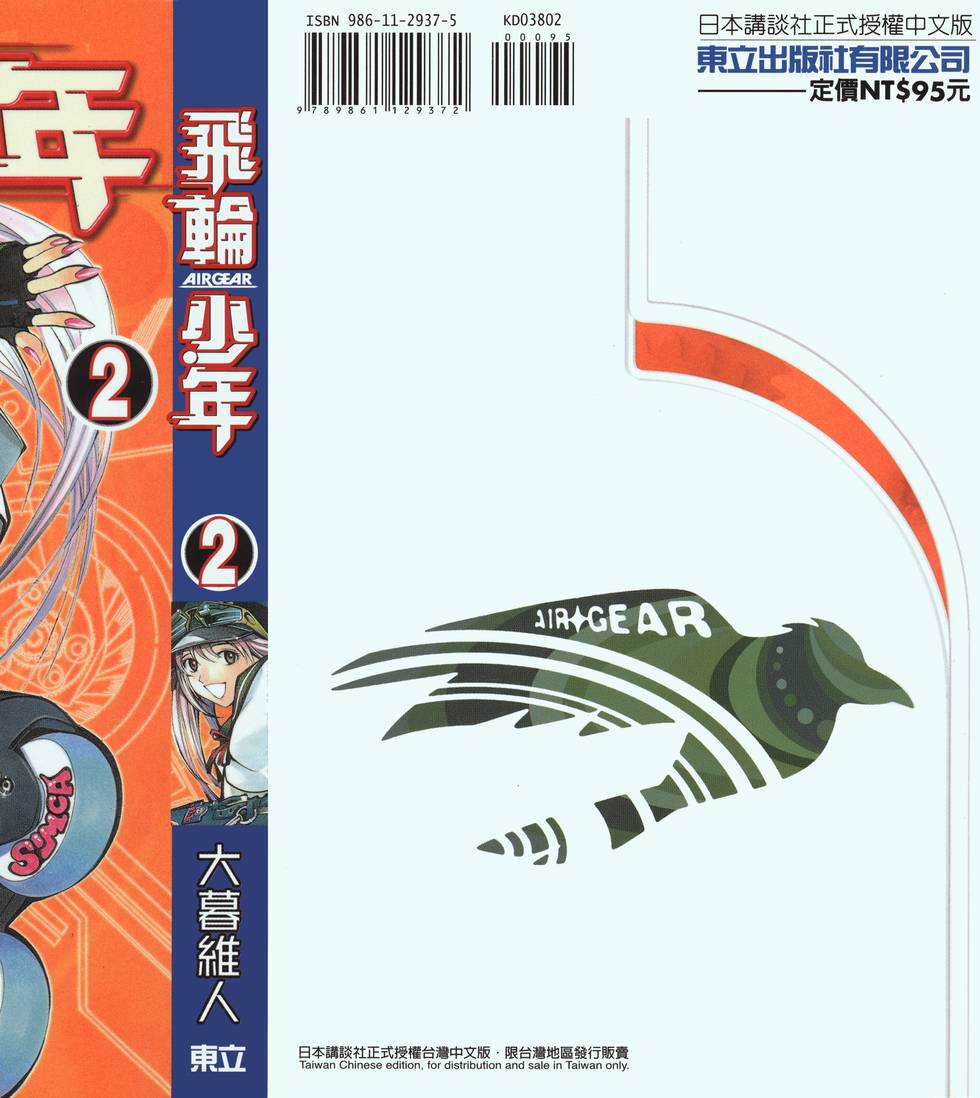 年
2
SIMCA
飛輪
AIRGEAR
少年
2
大暮維人
東立
ISBN 986-11-2937-5
9 789861 129372
KD03802
00095
日本講談社正式授權中文版
東立出版社有限公司
定價NT$95元
AIR✦GEAR
日本講談社正式授權台灣中文版・限台灣地區發行販賣
Taiwan Chinese edition, for distribution and sale in Taiwan only.